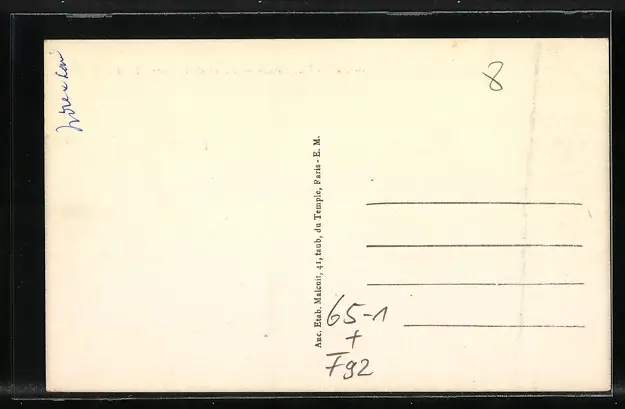 8
Anc. Etab. Malcuit, 41, faub. du Temple, Paris - E. M.
65-1
+
F92